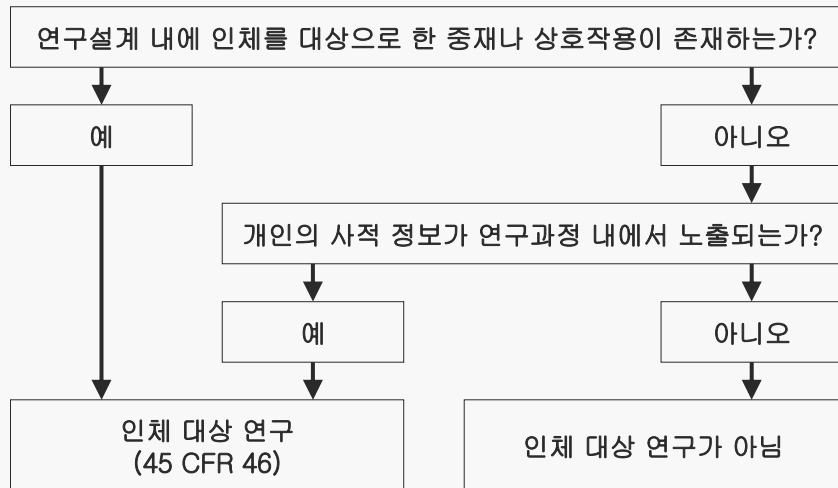 연구설계 내에 인체를 대상으로 한 중재나 상호작용이 존재하는가?
예
아니오
개인의 사적 정보가 연구과정 내에서 노출되는가?
예
아니오
인체 대상 연구
(45 CFR 46)
인체 대상 연구가 아님